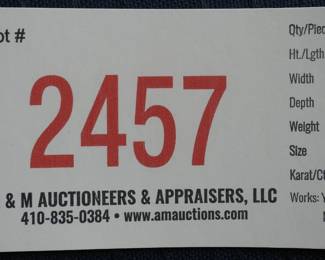 ot #
2457
& M AUCTIONEERS & APPRAISERS, LLC
410-835-0384 • www.amauctions.com
Qty/Piec
Ht./Lgth
Width
Depth
Weight
Size
Karat/Ct
Works: Y